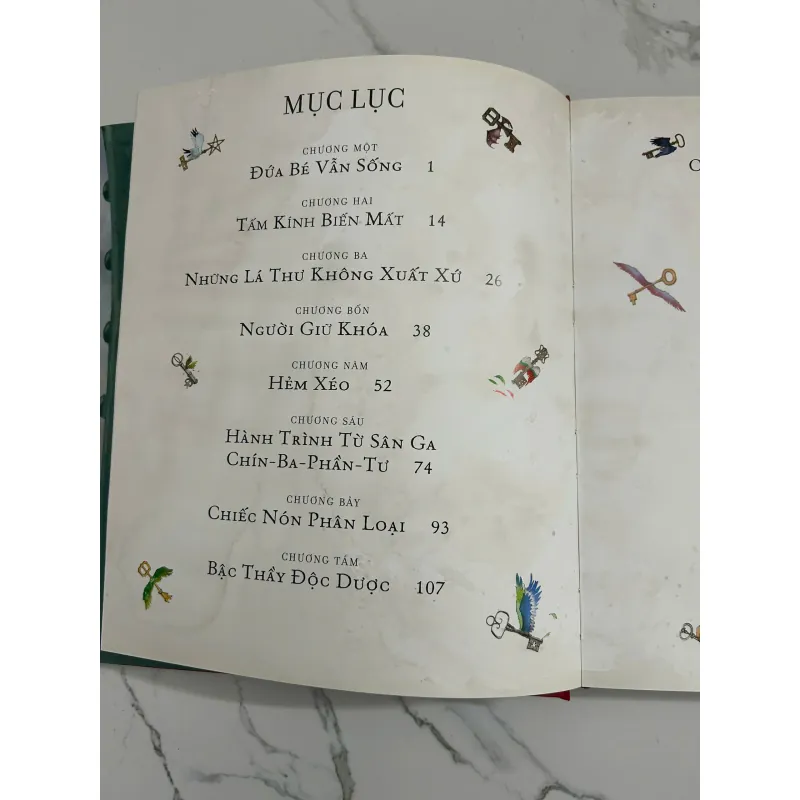 MỤC LỤC
CHƯƠNG MỘT
ĐỨA BÉ VẪN SỐNG 1
CHƯƠNG HAI
TẤM KÍNH BIẾN MẤT 14
CHƯƠNG BA
NHỮNG LÁ THƯ KHÔNG XUẤT XỨ 26
CHƯƠNG BỐN
NGƯỜI GIỮ KHÓA 38
CHƯƠNG NĂM
HẺM XÉO 52
CHƯƠNG SÁU
HÀNH TRÌNH TỪ SÂN GA
CHÍN-BA-PHẦN-TƯ 74
CHƯƠNG BẢY
CHIẾC NÓN PHÂN LOẠI 93
CHƯƠNG TÁM
BẬC THẦY ĐỘC DƯỢC 107